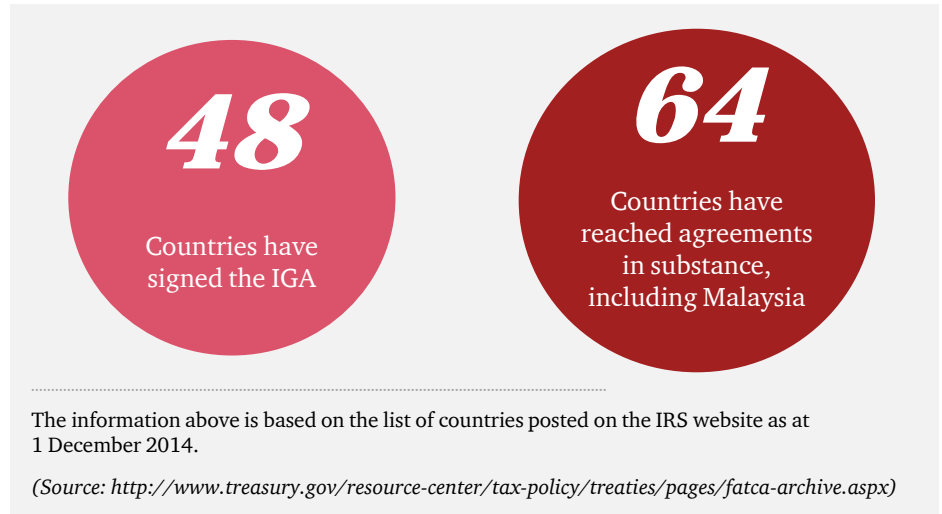 48
Countries have
signed the IGA
64
Countries have
reached agreements
in substance,
including Malaysia
The information above is based on the list of countries posted on the IRS website as at
1 December 2014.
(Source: http://www.treasury.gov/resource-center/tax-policy/treaties/pages/fatca-archive.aspx)